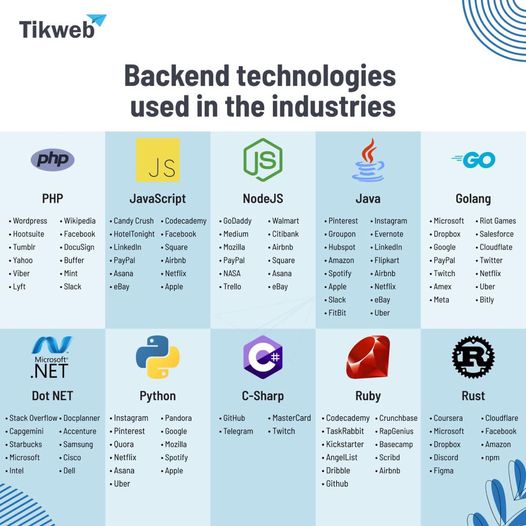 Tikweb
Backend technologies
used in the industries
php
JS
JS
Java
GO
PHP
JavaScript
NodeJS
Java
Golang
• Wordpress
• Hootsuite
• Tumblr
• Yahoo
• Viber
• Lyft
• Wikipedia
• Facebook
• DocuSign
• Buffer
• Mint
• Slack
• Candy Crush
• HotelTonight
• LinkedIn
• PayPal
• Asana
• eBay
• Codecademy
• Facebook
• Square
• Airbnb
• Netflix
• Apple
• GoDaddy
• Medium
• Mozilla
• PayPal
• NASA
• Trello
• Walmart
• Citibank
• Airbnb
• Square
• Asana
• eBay
• Pinterest
• Groupon
• Hubspot
• Amazon
• Spotify
• Apple
• Slack
• FitBit
• Instagram
• Evernote
• LinkedIn
• Flipkart
• Airbnb
• Netflix
• eBay
• Uber
• Microsoft
• Dropbox
• Google
• PayPal
• Twitch
• Amex
• Meta
• Riot Games
• Salesforce
• Cloudflate
• Twitter
• Netflix
• Uber
• Bitly
Microsoft
.NET
C#
R
Dot NET
Python
C-Sharp
Ruby
Rust
• Stack Overflow
• Capgemini
• Starbucks
• Microsoft
• Intel
• Docplanner
• Accenture
• Samsung
• Cisco
• Dell
• Instagram
• Pinterest
• Quora
• Netflix
• Asana
• Uber
• Pandora
• Google
• Mozilla
• Spotify
• Apple
• GitHub
• Telegram
• MasterCard
• Twitch
• Codecademy
• TaskRabbit
• Kickstarter
• AngelList
• Dribble
• Github
• Crunchbase
• RapGenius
• Basecamp
• Scribd
• Airbnb
• Coursera
• Microsoft
• Dropbox
• Discord
• Figma
• Cloudflare
• Facebook
• Amazon
• npm